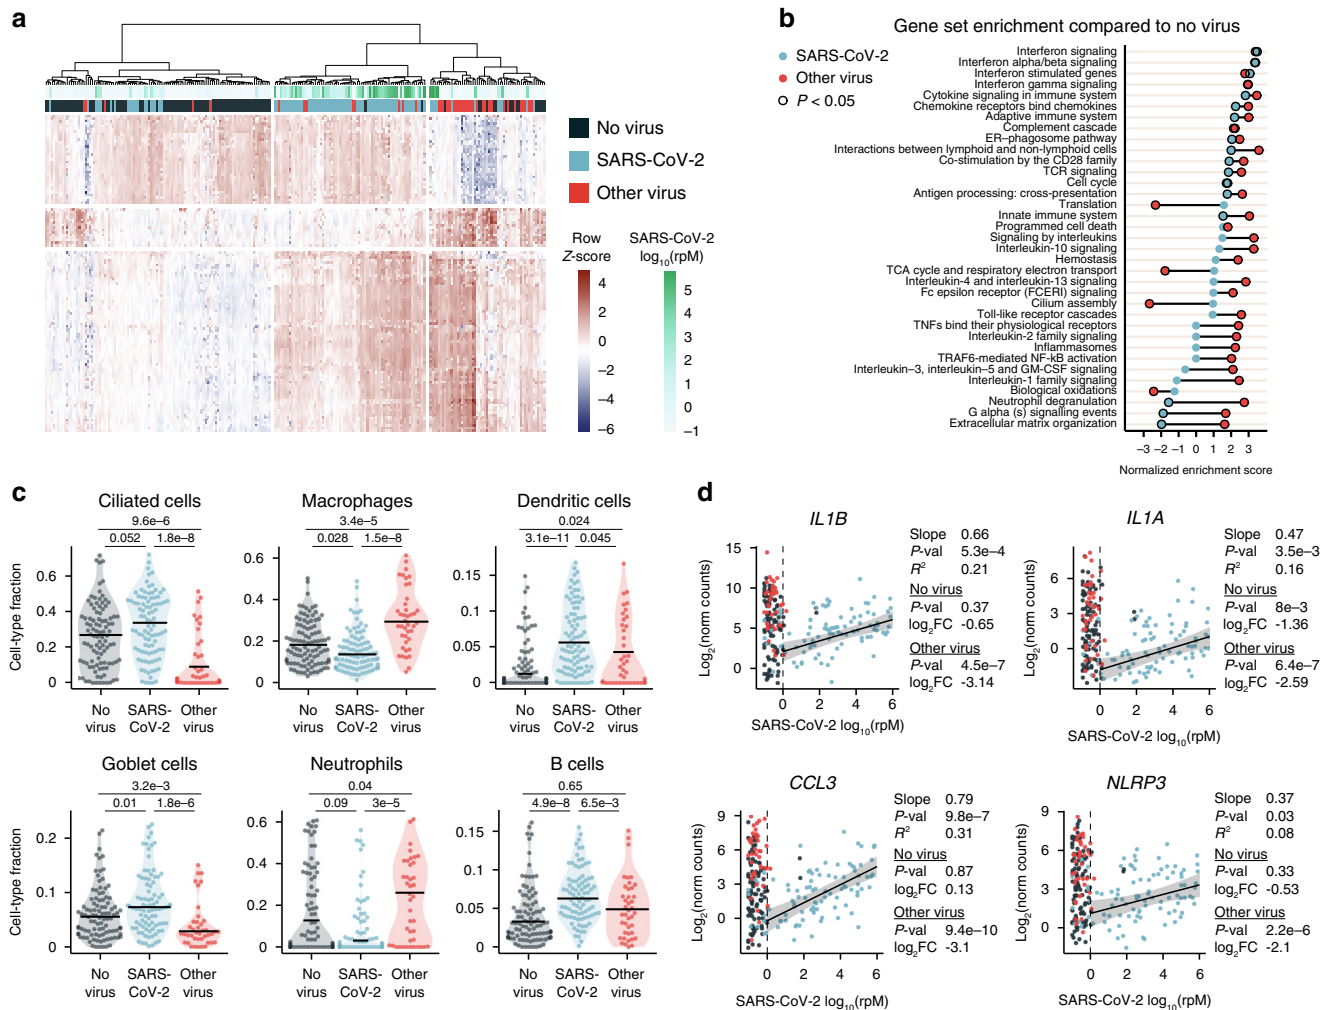 a
No virus
SARS-CoV-2
Other virus
Row
Z-score
4
2
0
−2
−4
−6
SARS-CoV-2
log10(rpM)
5
4
3
2
1
0
−1
b
Gene set enrichment compared to no virus
SARS-CoV-2
Other virus
P < 0.05
Interferon signaling
Interferon alpha/beta signaling
Interferon stimulated genes
Interferon gamma signaling
Cytokine signaling in immune system
Chemokine receptors bind chemokines
Adaptive immune system
Complement cascade
ER–phagosome pathway
Interactions between lymphoid and non-lymphoid cells
Co-stimulation by the CD28 family
TCR signaling
Cell cycle
Antigen processing: cross-presentation
Translation
Innate immune system
Programmed cell death
Signaling by interleukins
Interleukin-10 signaling
Hemostasis
TCA cycle and respiratory electron transport
Interleukin-4 and interleukin-13 signaling
Fc epsilon receptor (FCERI) signaling
Cilium assembly
Toll-like receptor cascades
TNFs bind their physiological receptors
Interleukin-2 family signaling
Inflammasomes
TRAF6-mediated NF-kB activation
Interleukin–3, interleukin–5 and GM-CSF signaling
Interleukin-1 family signaling
Biological oxidations
Neutrophil degranulation
G alpha (s) signalling events
Extracellular matrix organization
−3 −2 −1 0 1 2 3
Normalized enrichment score
c
Ciliated cells
9.6e−6
0.052 1.8e−8
Cell-type fraction
0.6
0.4
0.2
0
No virus
SARS-CoV-2
Other virus
Macrophages
3.4e−5
0.028 1.5e−8
0.6
0.4
0.2
0
No virus
SARS-CoV-2
Other virus
Dendritic cells
0.024
3.1e−11 0.045
0.15
0.10
0.05
0
No virus
SARS-CoV-2
Other virus
Goblet cells
3.2e−3
0.01 1.8e−6
Cell-type fraction
0.2
0.1
0
No virus
SARS-CoV-2
Other virus
Neutrophils
0.04
0.09 3e−5
0.6
0.4
0.2
0
No virus
SARS-CoV-2
Other virus
B cells
0.65
4.9e−8 6.5e−3
0.15
0.10
0.05
0
No virus
SARS-CoV-2
Other virus
d
IL1B
Log2(norm counts)
15
10
5
0
0 2 4 6
SARS-CoV-2 log10(rpM)
Slope 0.66
P-val 5.3e−4
R2 0.21
No virus
P-val 0.37
log2FC -0.65
Other virus
P-val 4.5e−7
log2FC -3.14
IL1A
Log2(norm counts)
6
3
0
0 2 4 6
SARS-CoV-2 log10(rpM)
Slope 0.47
P-val 3.5e−3
R2 0.16
No virus
P-val 8e−3
log2FC -1.36
Other virus
P-val 6.4e−7
log2FC -2.59
CCL3
Log2(norm counts)
9
6
3
0
0 2 4 6
SARS-CoV-2 log10(rpM)
Slope 0.79
P-val 9.8e−7
R2 0.31
No virus
P-val 0.87
log2FC 0.13
Other virus
P-val 9.4e−10
log2FC -3.1
NLRP3
Log2(norm counts)
9
6
3
0
0 2 4 6
SARS-CoV-2 log10(rpM)
Slope 0.37
P-val 0.03
R2 0.08
No virus
P-val 0.33
log2FC -0.53
Other virus
P-val 2.2e−6
log2FC -2.1